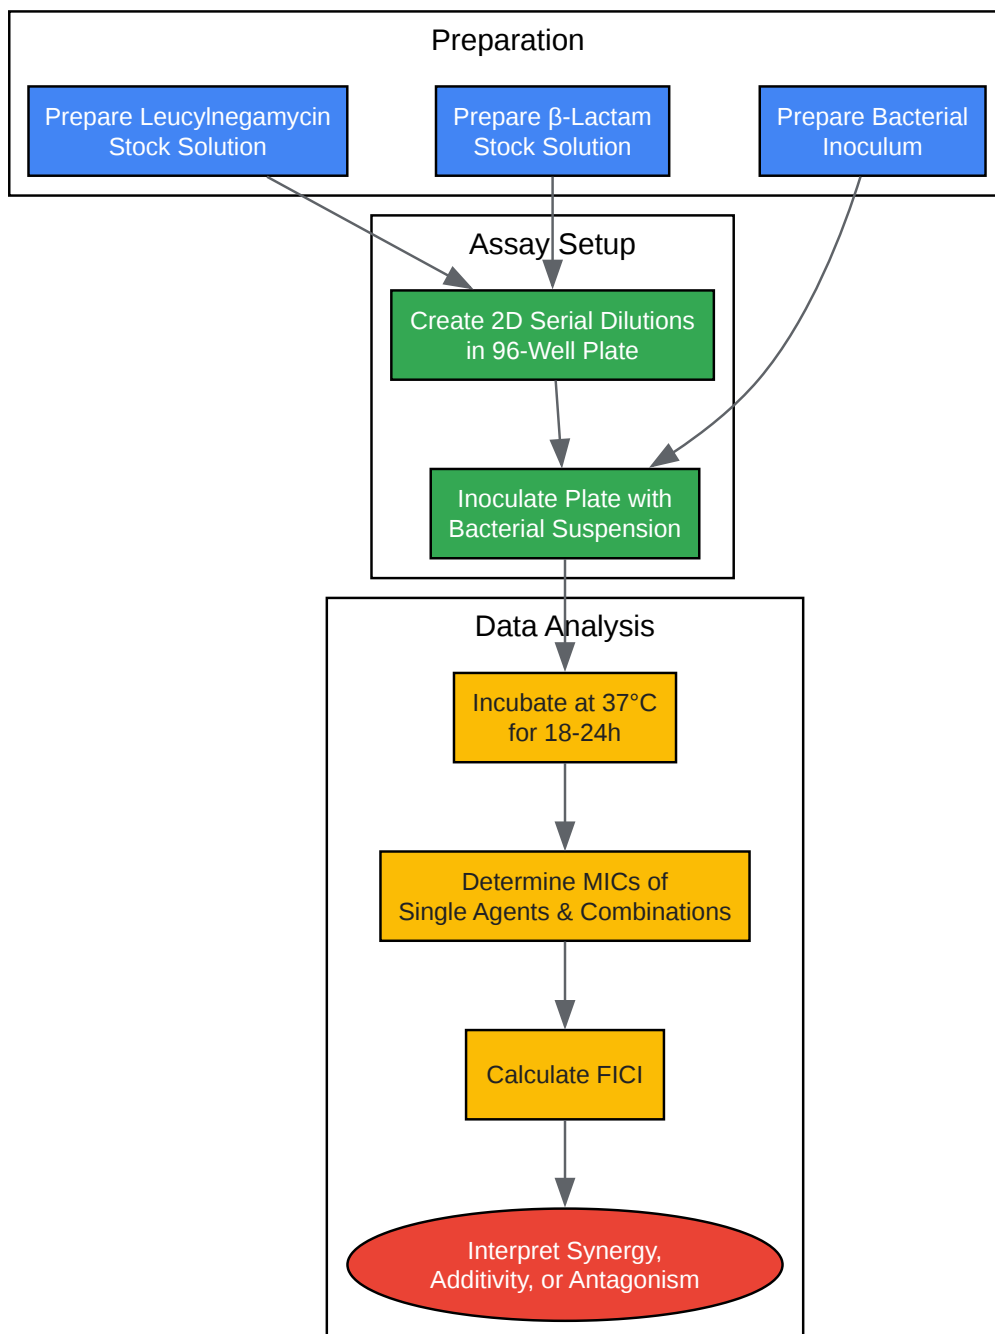 Preparation
Prepare Leucylnegamycin
Stock Solution
Prepare β-Lactam
Stock Solution
Prepare Bacterial
Inoculum
Assay Setup
Create 2D Serial Dilutions
in 96-Well Plate
Inoculate Plate with
Bacterial Suspension
Data Analysis
Incubate at 37°C
for 18-24h
Determine MICs of
Single Agents & Combinations
Calculate FICI
Interpret Synergy,
Additivity, or Antagonism